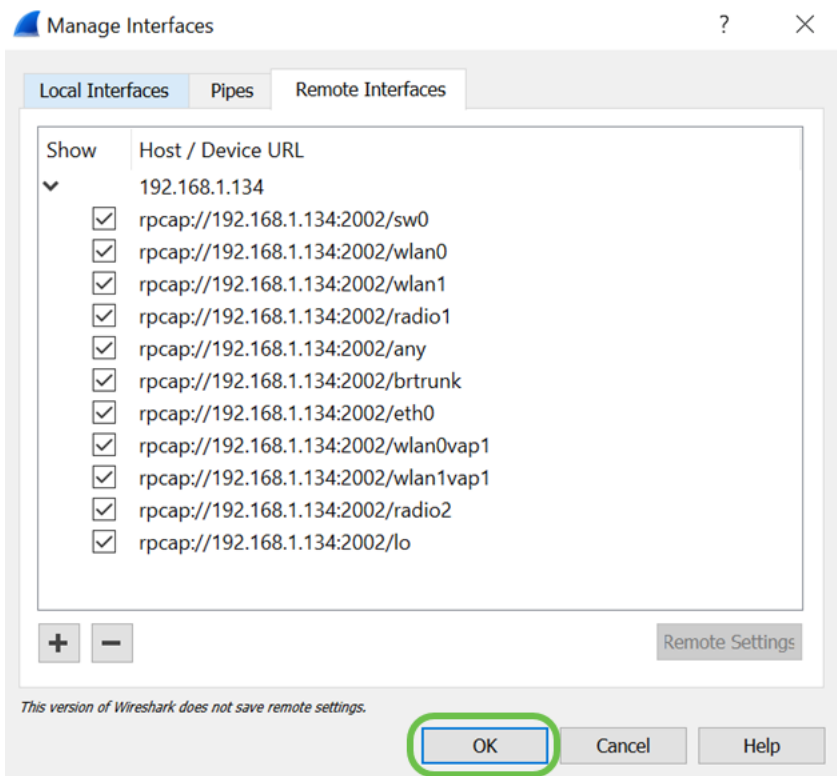 Manage Interfaces ?
Local Interfaces Pipes Remote Interfaces
Show Host / Device URL
192.168.1.134
rpcap://192.168.1.134:2002/sw0
rpcap://192.168.1.134:2002/wlan0
rpcap://192.168.1.134:2002/wlan1
rpcap://192.168.1.134:2002/radio1
rpcap://192.168.1.134:2002/any
rpcap://192.168.1.134:2002/brtrunk
rpcap://192.168.1.134:2002/eth0
rpcap://192.168.1.134:2002/wlan0vap1
rpcap://192.168.1.134:2002/wlan1vap1
rpcap://192.168.1.134:2002/radio2
rpcap://192.168.1.134:2002/lo
Remote Settings
This version of Wireshark does not save remote settings.
OK Cancel Help